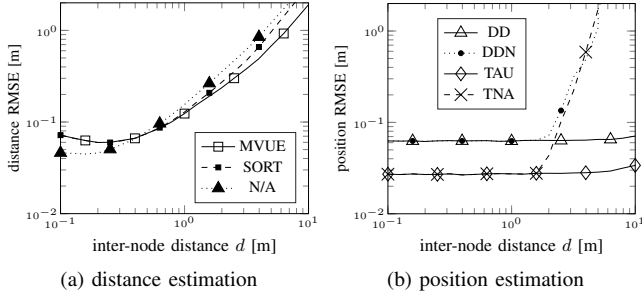 10^0
10^−1
10^−2
10^−1
10^0
10^1
distance RMSE [m]
inter-node distance d [m]
MVUE
SORT
N/A
(a) distance estimation
10^0
10^−1
10^−2
10^−1
10^0
10^1
position RMSE [m]
inter-node distance d [m]
DD
DDN
TAU
TNA
(b) position estimation